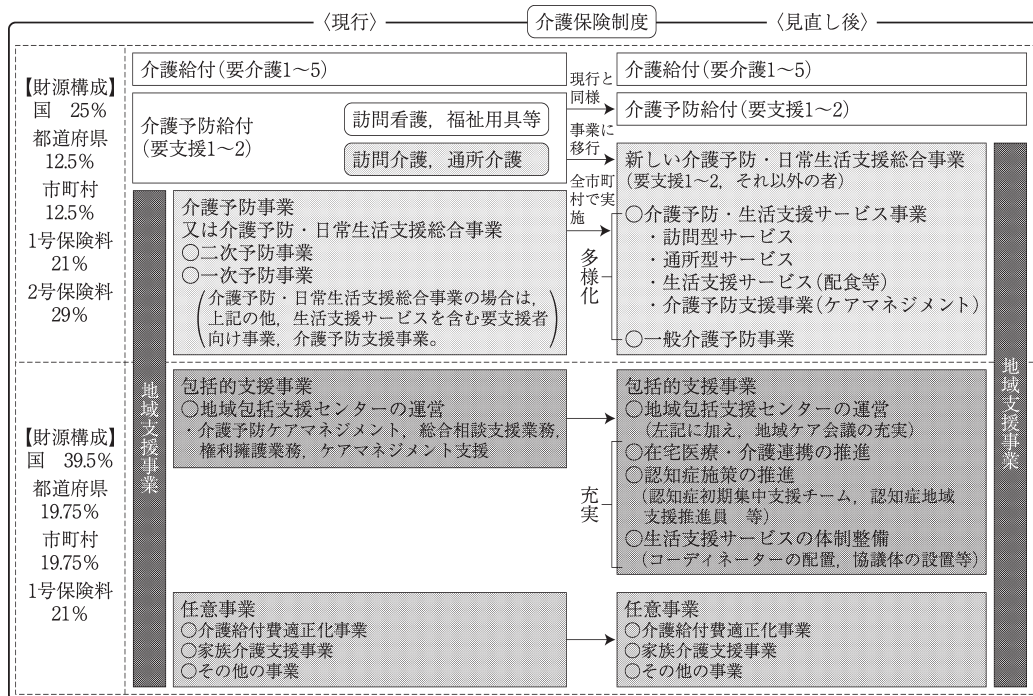 〈現行〉
介護保険制度
〈見直し後〉
【財源構成】
国 25%
都道府県
12.5%
市町村
12.5%
1号保険料
21%
2号保険料
29%
介護給付(要介護1～5)
介護予防給付
(要支援1～2)
訪問看護，福祉用具等
訪問介護，通所介護
現行と
同様
事業に
移行
全市町
村で実
施
多様化
介護予防事業
又は介護予防・日常生活支援総合事業
○二次予防事業
○一次予防事業
介護予防・日常生活支援総合事業の場合は，
上記の他，生活支援サービスを含む要支援者
向け事業，介護予防支援事業。
介護給付(要介護1～5)
介護予防給付(要支援1～2)
新しい介護予防・日常生活支援総合事業
(要支援1～2，それ以外の者)
○介護予防・生活支援サービス事業
・訪問型サービス
・通所型サービス
・生活支援サービス(配食等)
・介護予防支援事業(ケアマネジメント)
○一般介護予防事業
【財源構成】
国 39.5%
都道府県
19.75%
市町村
19.75%
1号保険料
21%
地域支援事業
包括的支援事業
○地域包括支援センターの運営
・介護予防ケアマネジメント，総合相談支援業務，
権利擁護業務，ケアマネジメント支援
充実
包括的支援事業
○地域包括支援センターの運営
(左記に加え，地域ケア会議の充実)
○在宅医療・介護連携の推進
○認知症施策の推進
(認知症初期集中支援チーム，認知症地域
支援推進員 等)
○生活支援サービスの体制整備
(コーディネーターの配置，協議体の設置等)
地域支援事業
任意事業
○介護給付費適正化事業
○家族介護支援事業
○その他の事業
任意事業
○介護給付費適正化事業
○家族介護支援事業
○その他の事業